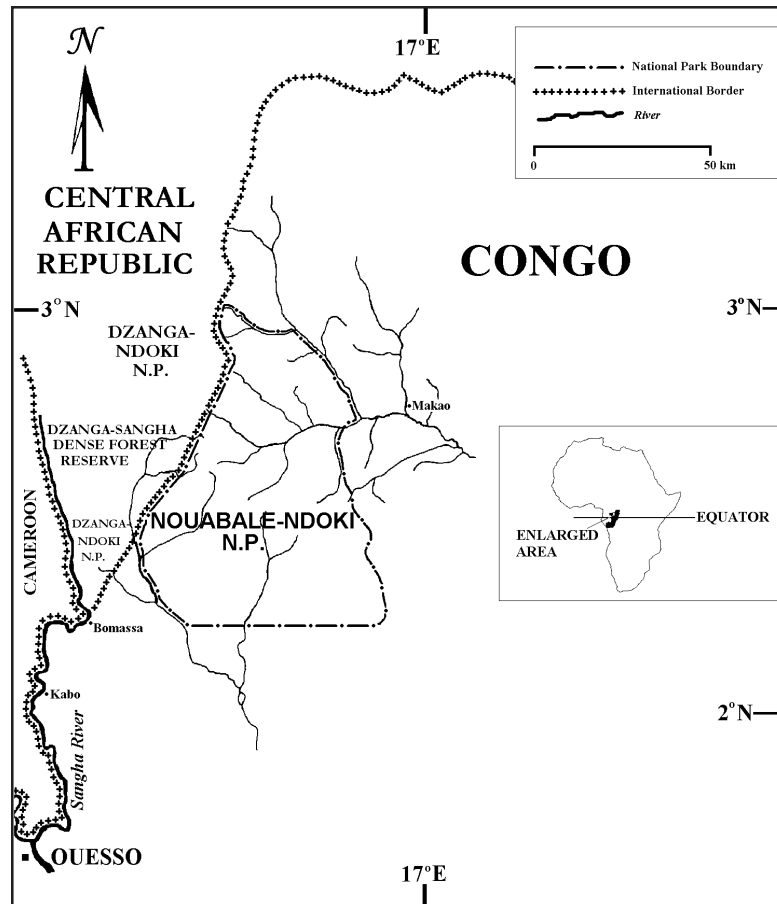 17°E
N
National Park Boundary
International Border
River
0
50 km
CENTRAL
AFRICAN
REPUBLIC
CONGO
3°N
3°N
DZANGA-
NDOKI
N.P.
Makao
DZANGA-SANGHA
DENSE FOREST
RESERVE
CAMEROON
DZANGA-
NDOKI
N.P.
NOUABALE-NDOKI
N.P.
EQUATOR
ENLARGED
AREA
Bomassa
Kabo
Sangha River
2°N
OUESSO
17°E